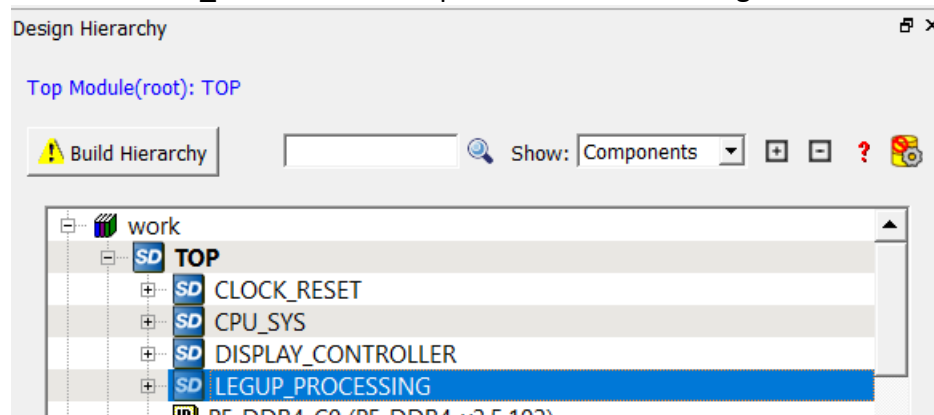 Design Hierarchy
Top Module(root): TOP
Build Hierarchy Show: Components
work
SD TOP
SD CLOCK_RESET
SD CPU_SYS
SD DISPLAY_CONTROLLER
SD LEGUP_PROCESSING